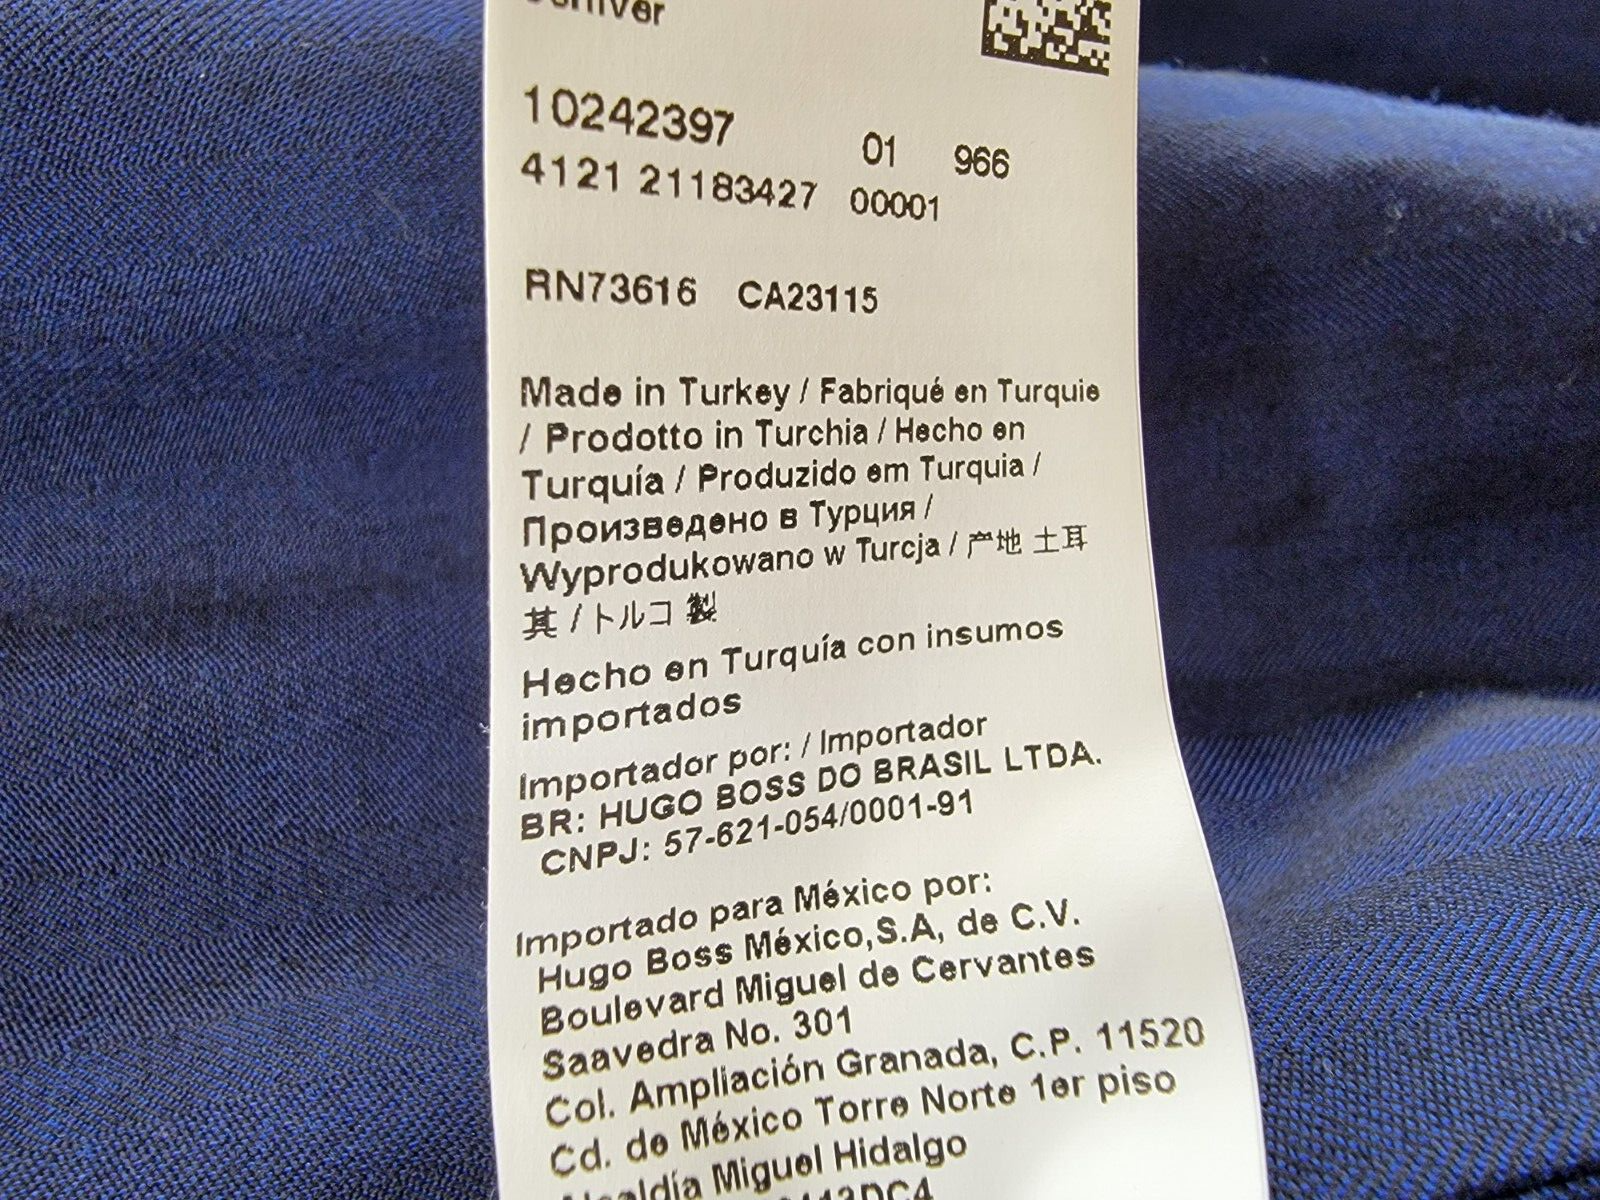 10242397 01 966
4121 21183427 00001
RN73616 CA23115
Made in Turkey / Fabriqué en Turquie
/ Prodotto in Turchia / Hecho en
Turquía / Produzido em Turquia /
Произведено в Турция /
Wyprodukowano w Turcja / 产地 土耳
其 / トルコ 製
Hecho en Turquía con insumos
importados
Importador por: / Importador
BR: HUGO BOSS DO BRASIL LTDA.
CNPJ: 57-621-054/0001-91
Importado para México por:
Hugo Boss México,S.A, de C.V.
Boulevard Miguel de Cervantes
Saavedra No. 301
Col. Ampliación Granada, C.P. 11520
Cd. de México Torre Norte 1er piso
Miguel Hidalgo